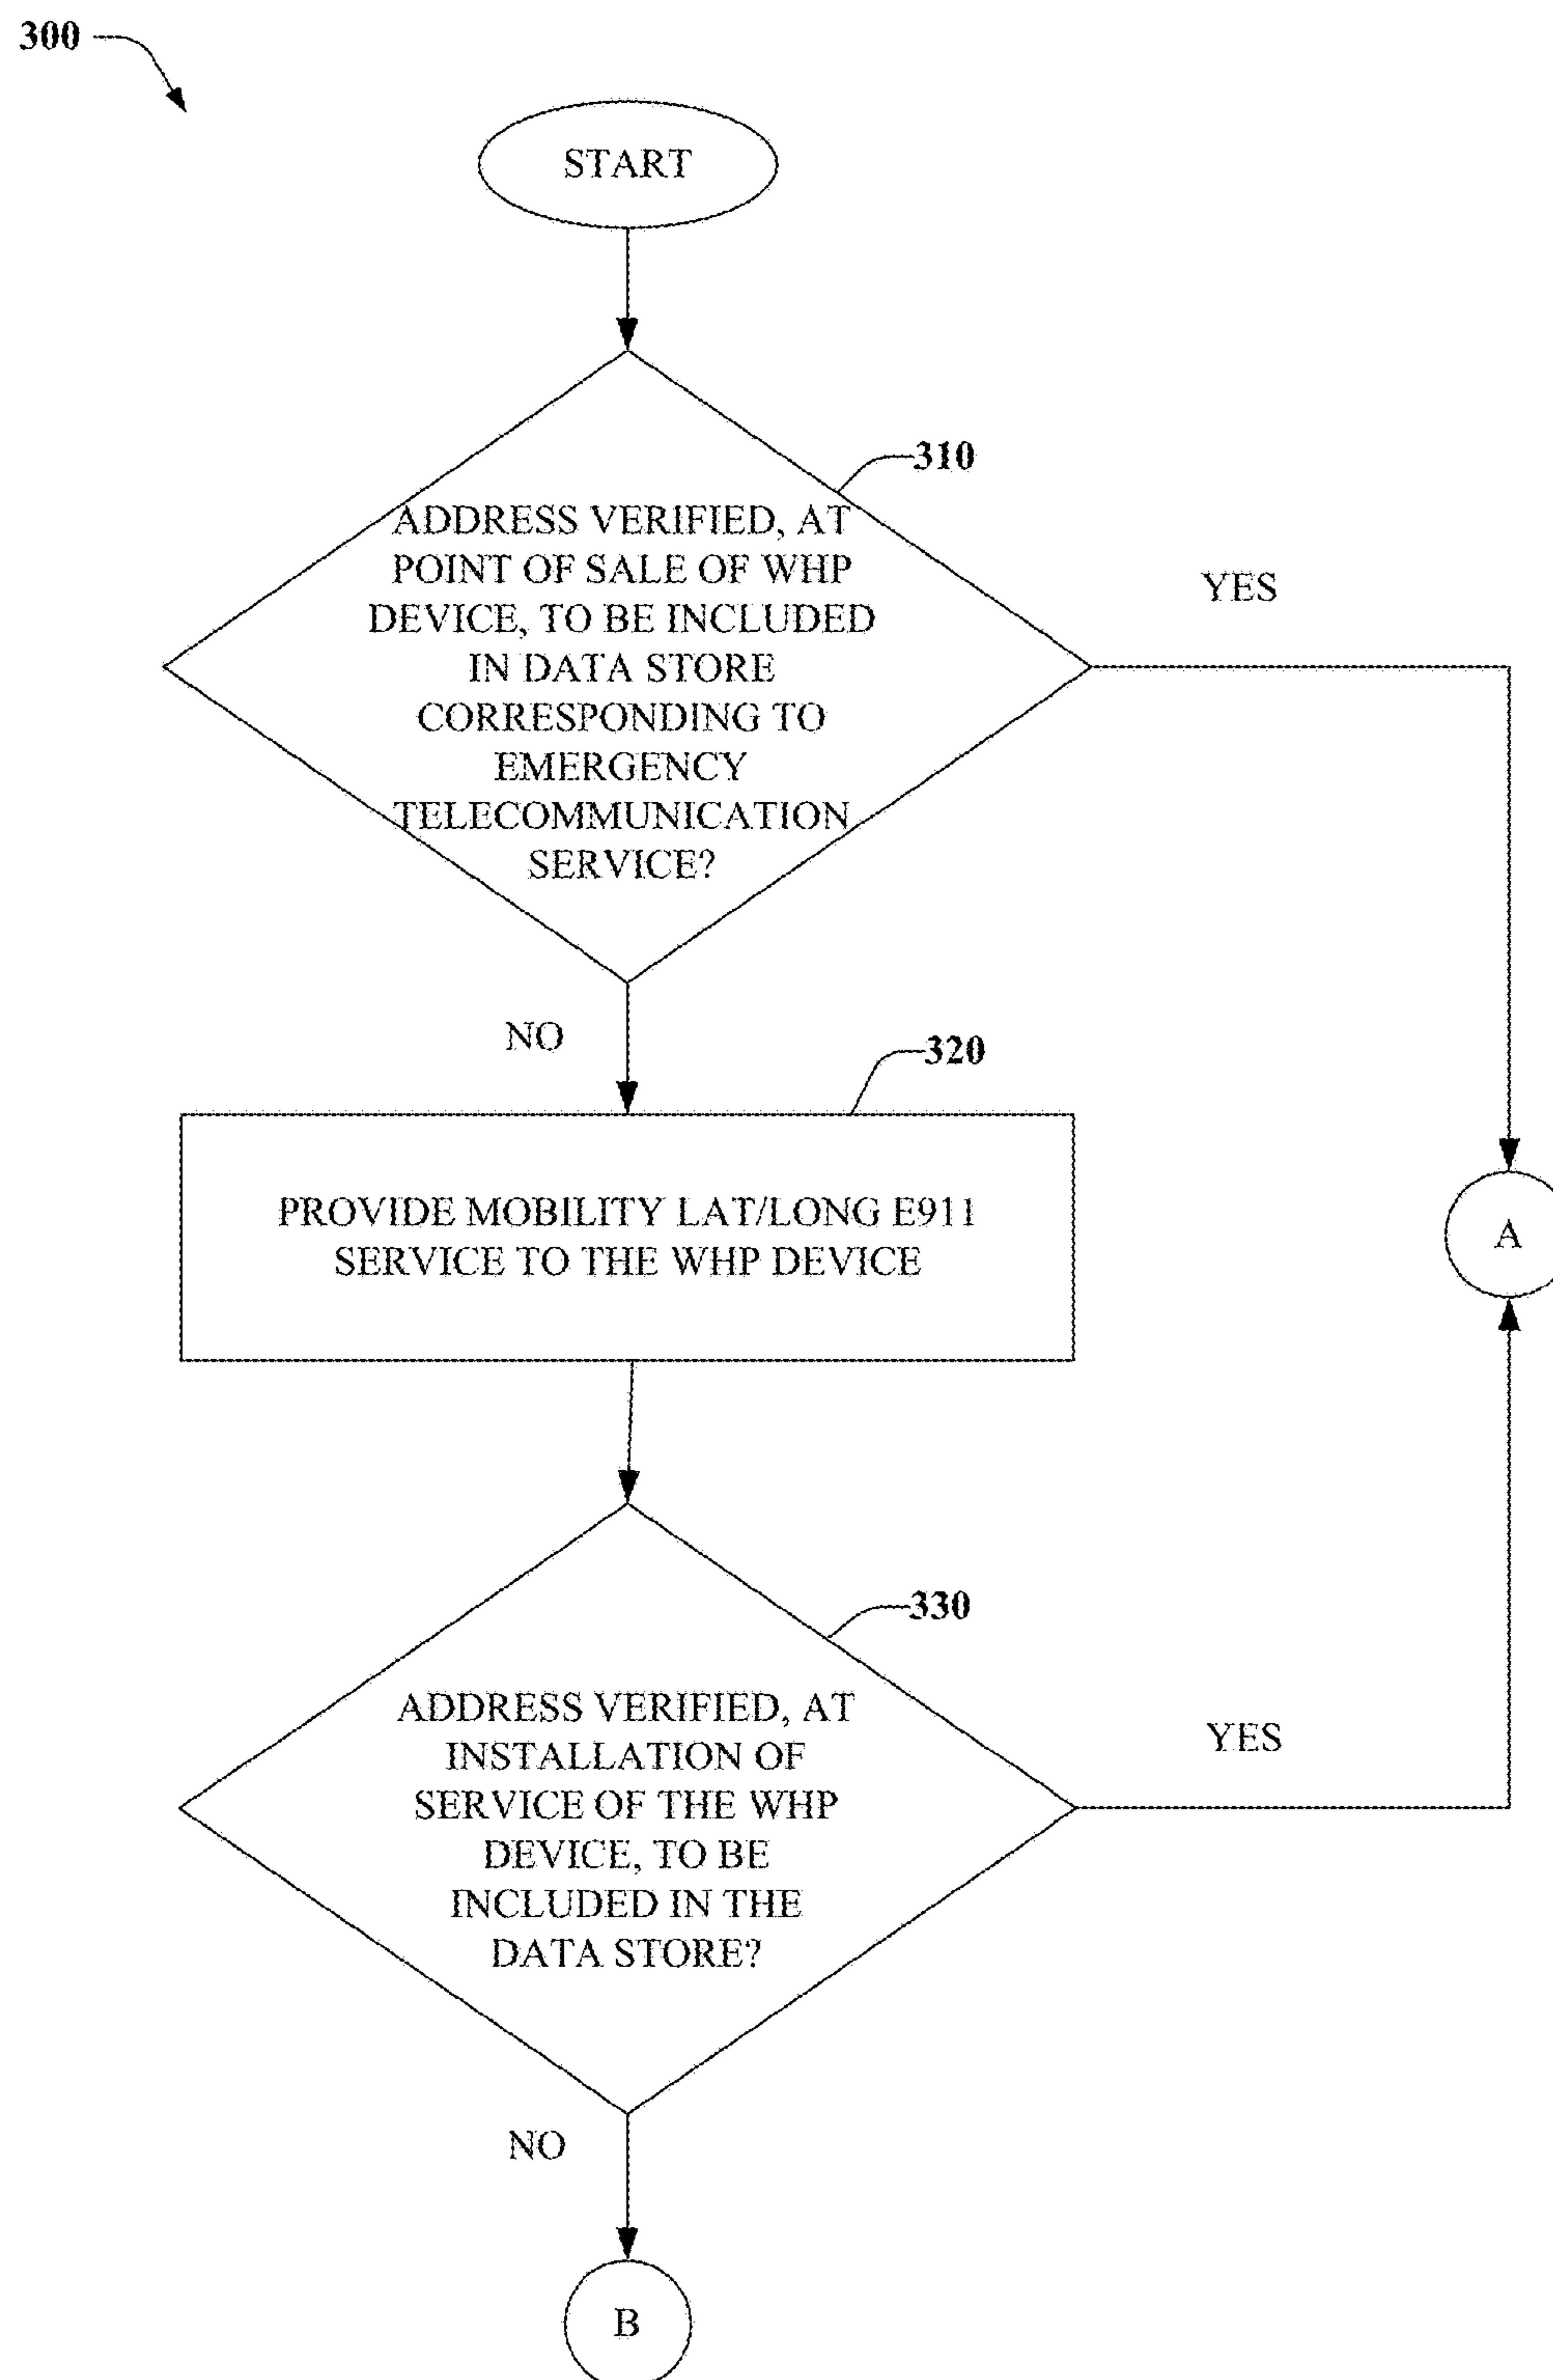 300
START
310
ADDRESS VERIFIED, AT
POINT OF SALE OF WHP
DEVICE, TO BE INCLUDED
IN DATA STORE
CORRESPONDING TO
EMERGENCY
TELECOMMUNICATION
SERVICE?
YES
NO
320
PROVIDE MOBILITY LAT/LONG E911
SERVICE TO THE WHP DEVICE
A
330
ADDRESS VERIFIED, AT
INSTALLATION OF
SERVICE OF THE WHP
DEVICE, TO BE
INCLUDED IN THE
DATA STORE?
YES
NO
B